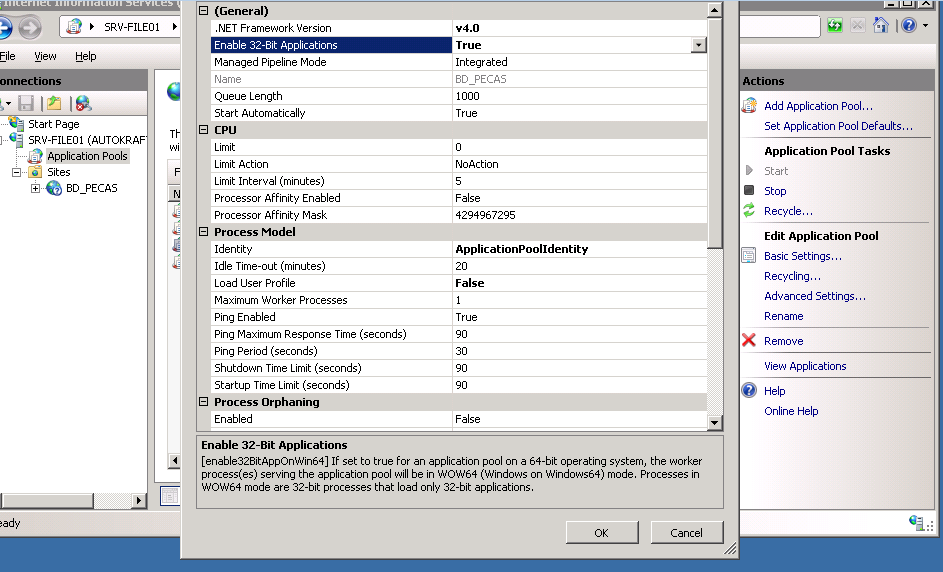 Internet Information Services (
SRV-FILE01
File View Help
onnections
Start Page
SRV-FILE01 (AUTOKRAF
Application Pools
Sites
BD_PECAS
Th
wi
F
N
(General)
.NET Framework Version v4.0
Enable 32-Bit Applications True
Managed Pipeline Mode Integrated
Name BD_PECAS
Queue Length 1000
Start Automatically True
CPU
Limit 0
Limit Action NoAction
Limit Interval (minutes) 5
Processor Affinity Enabled False
Processor Affinity Mask 4294967295
Process Model
Identity ApplicationPoolIdentity
Idle Time-out (minutes) 20
Load User Profile False
Maximum Worker Processes 1
Ping Enabled True
Ping Maximum Response Time (seconds) 90
Ping Period (seconds) 30
Shutdown Time Limit (seconds) 90
Startup Time Limit (seconds) 90
Process Orphaning
Enabled False
Enable 32-Bit Applications
[enable32BitAppOnWin64] If set to true for an application pool on a 64-bit operating system, the worker
process(es) serving the application pool will be in WOW64 (Windows on Windows64) mode. Processes in
WOW64 mode are 32-bit processes that load only 32-bit applications.
OK Cancel
Actions
Add Application Pool...
Set Application Pool Defaults...
Application Pool Tasks
Start
Stop
Recycle...
Edit Application Pool
Basic Settings...
Recycling...
Advanced Settings...
Rename
Remove
View Applications
Help
Online Help
eady